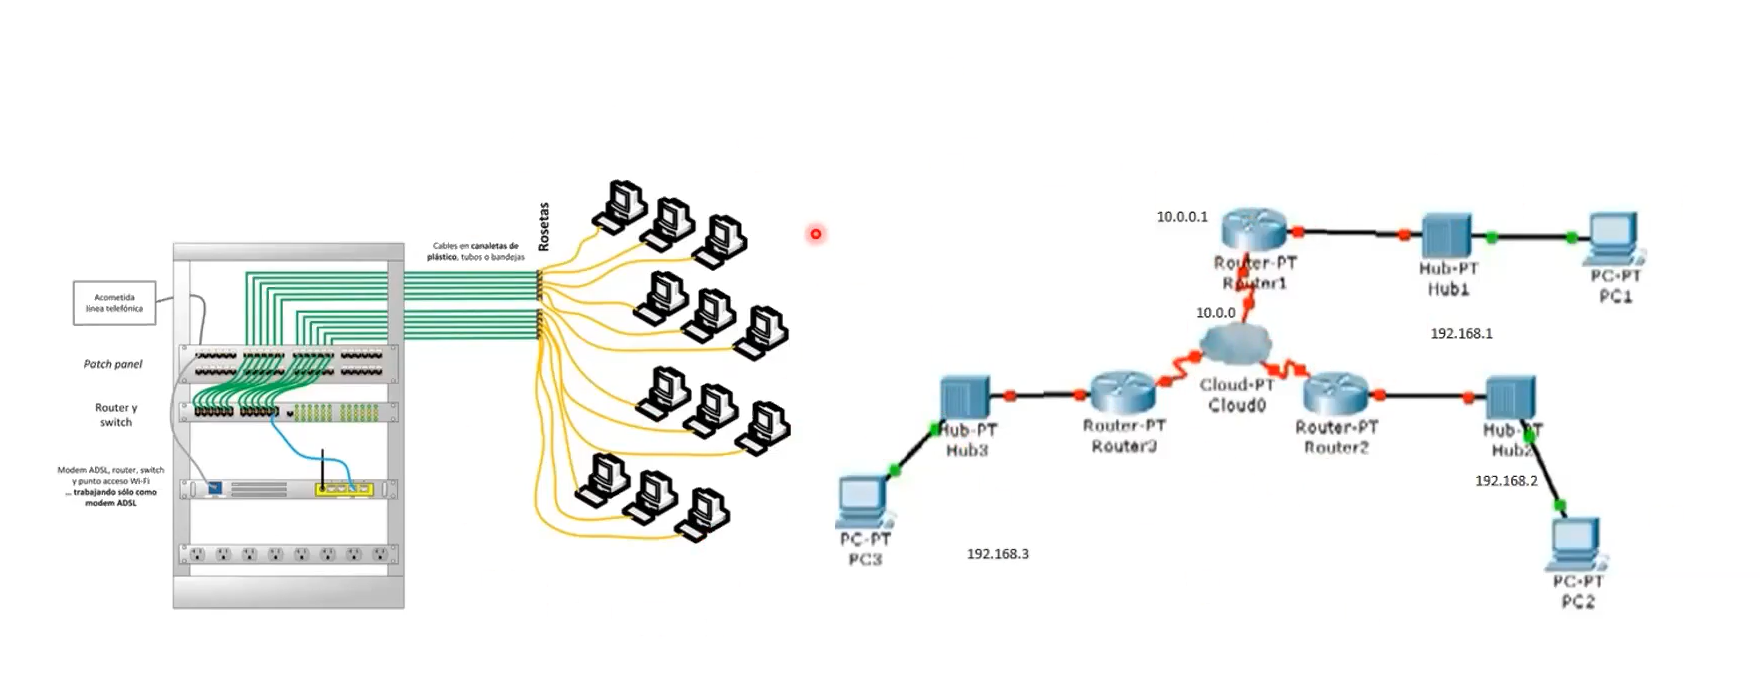 Acometida
línea telefónica
Patch panel
Router y
switch
Modem ADSL, router, switch
y punto acceso Wi-Fi
... trabajando sólo como
modem ADSL
Cables en canaletas de
plástico, tubos o bandejas
Rosetas
10.0.0.1
Router-PT
Router1
Hub-PT
Hub1
PC-PT
PC1
192.168.1
10.0.0
Cloud-PT
Cloud0
Hub-PT
Hub3
Router-PT
Router3
Router-PT
Router2
Hub-PT
Hub2
192.168.2
PC-PT
PC3
192.168.3
PC-PT
PC2